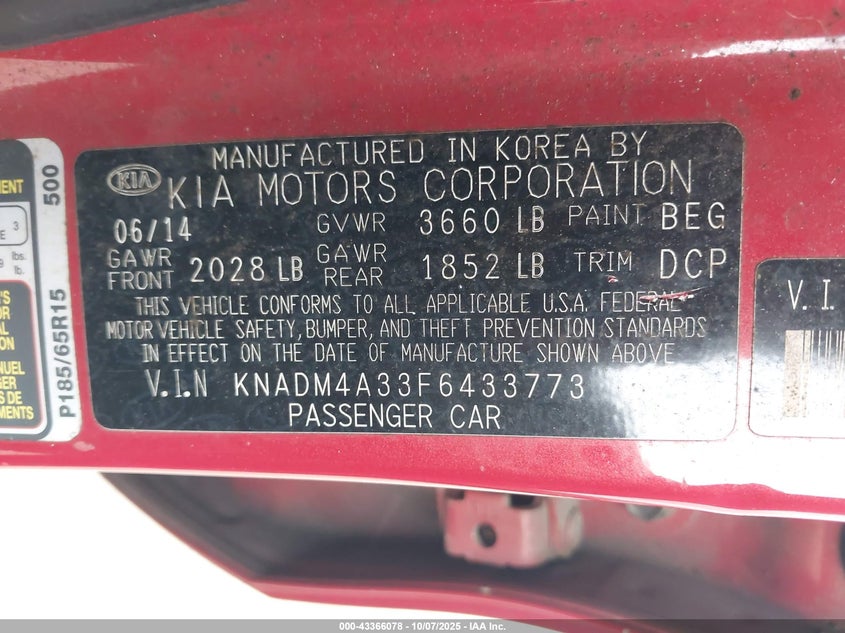 MANUFACTURED IN KOREA BY
KIA KIA MOTORS CORPORATION
06/14 GVWR 3660 LB PAINT BEG
GAWR FRONT 2028 LB GAWR REAR 1852 LB TRIM DCP
THIS VEHICLE CONFORMS TO ALL APPLICABLE U.S.A. FEDERAL
MOTOR VEHICLE SAFETY, BUMPER, AND THEFT PREVENTION STANDARDS
IN EFFECT ON THE DATE OF MANUFACTURE SHOWN ABOVE
V.I.N KNADM4A33F6433773
PASSENGER CAR
P185/65R15 500
3
lbs.
lb.
V.I.
000-43366078 - 10/07/2025 - IAA Inc.